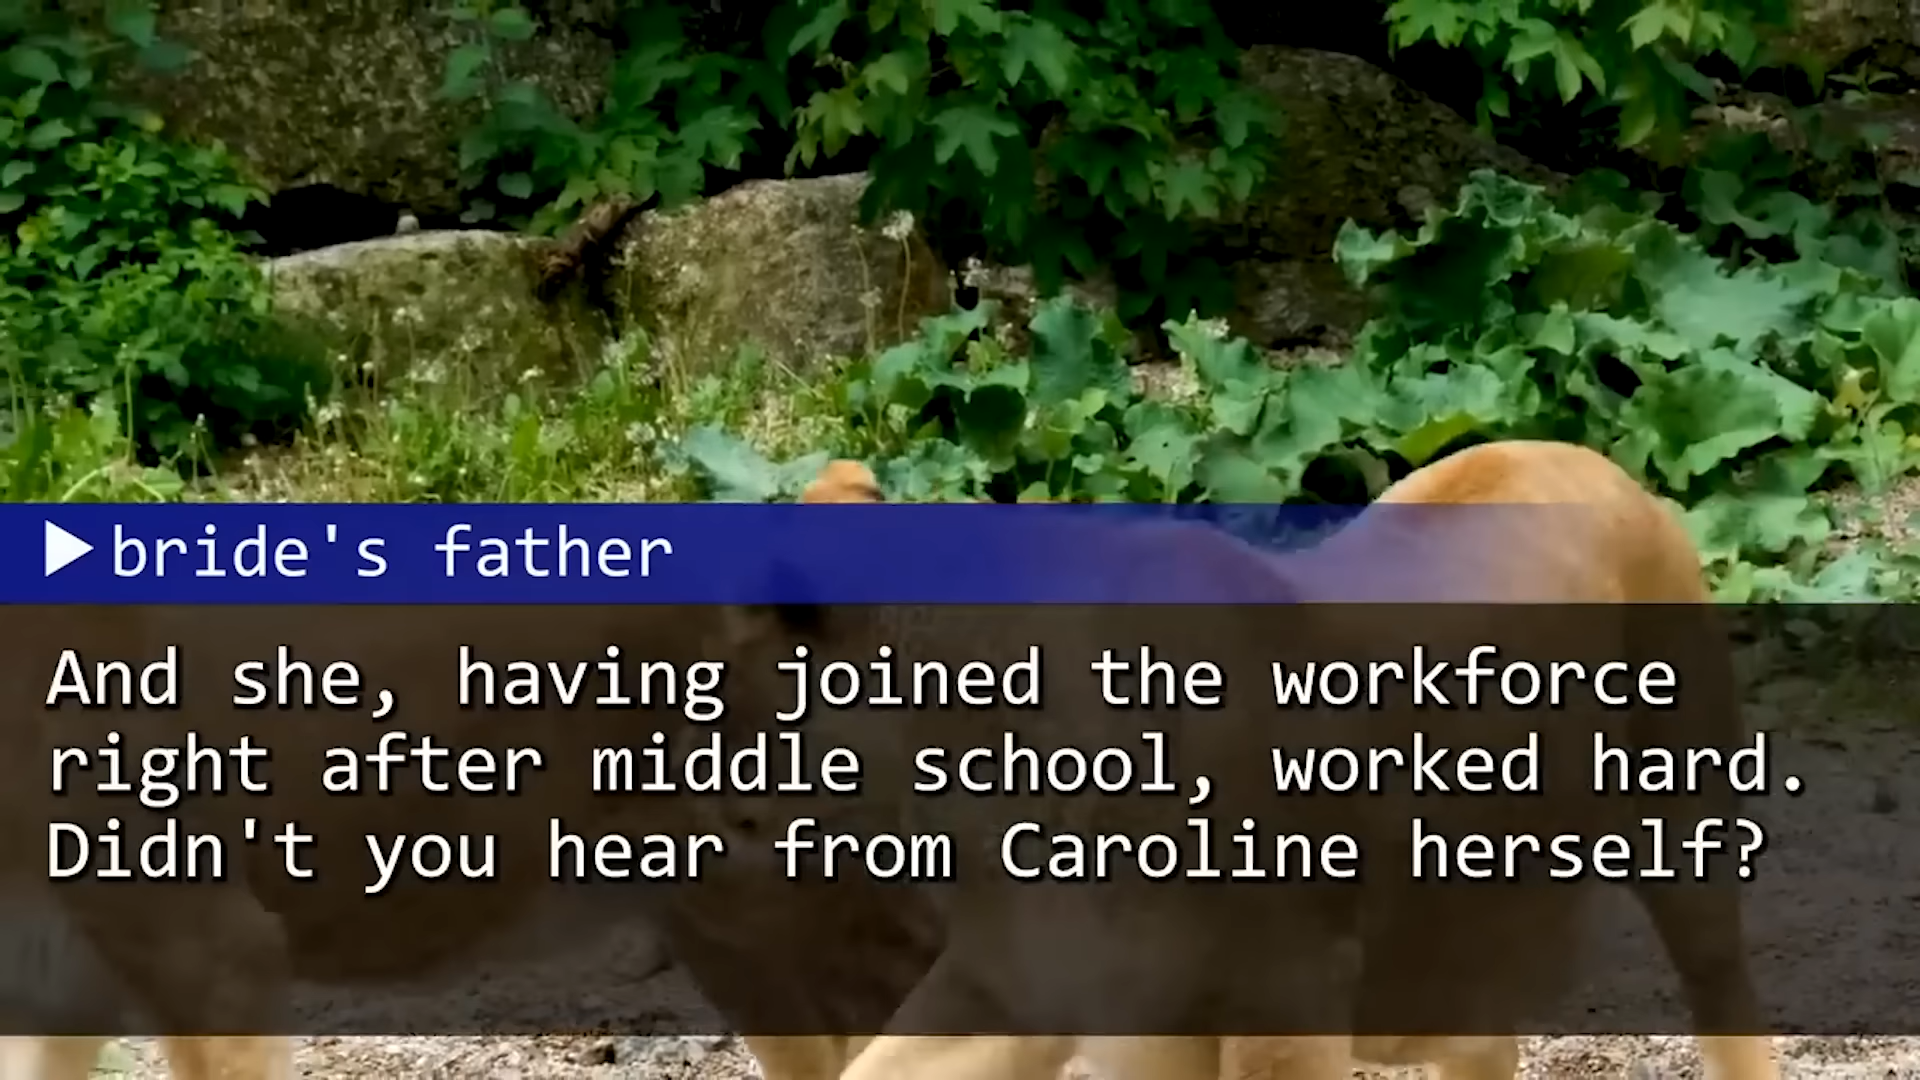 ▶bride's father
And she, having joined the workforce
right after middle school, worked hard.
Didn't you hear from Caroline herself?